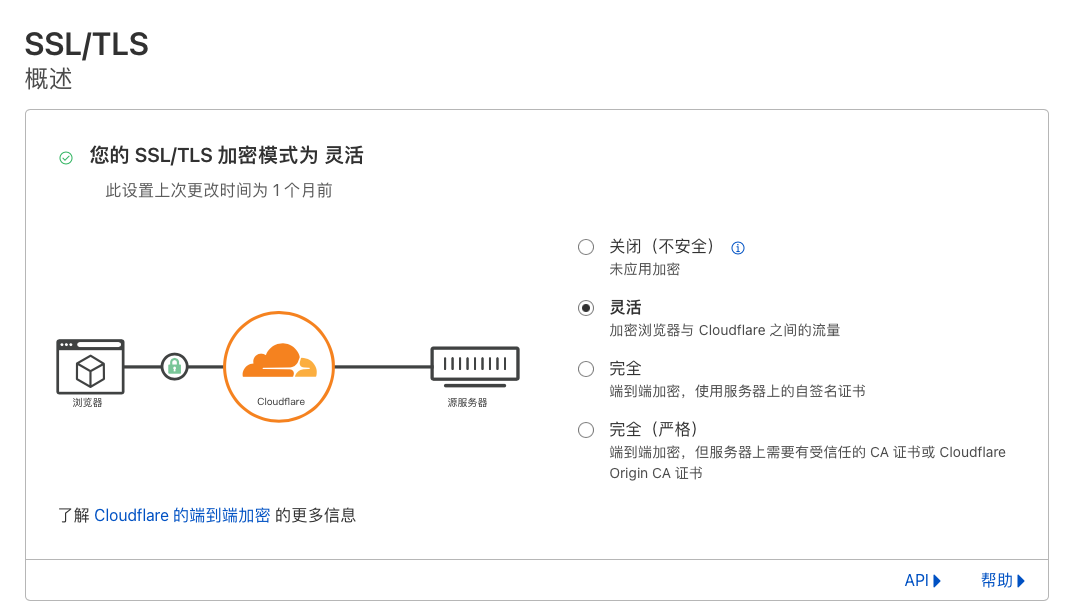 SSL/TLS
概述
您的 SSL/TLS 加密模式为 灵活
此设置上次更改时间为 1 个月前
关闭（不安全）
未应用加密
灵活
加密浏览器与 Cloudflare 之间的流量
完全
端到端加密，使用服务器上的自签名证书
完全（严格）
端到端加密，但服务器上需要有受信任的 CA 证书或 Cloudflare
Origin CA 证书
浏览器
Cloudflare
源服务器
了解 Cloudflare 的端到端加密 的更多信息
API
帮助